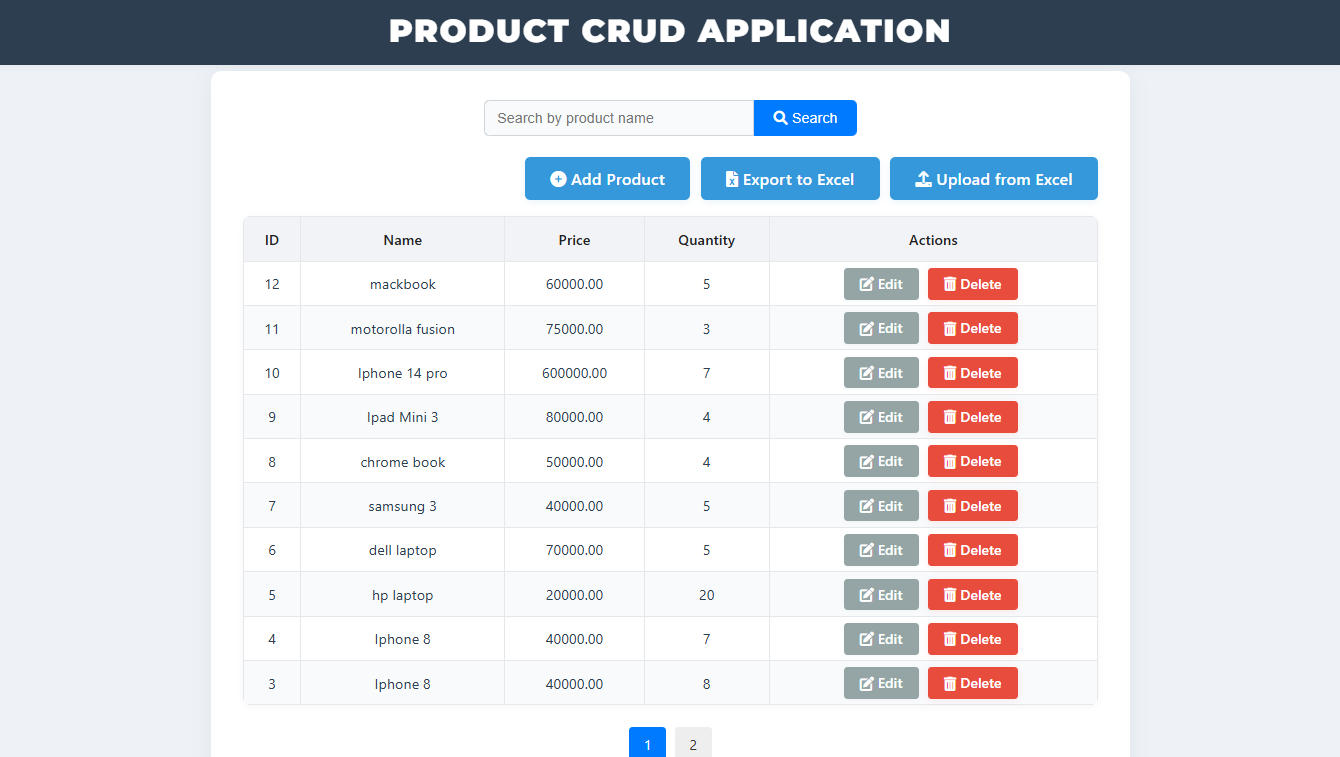 PRODUCT CRUD APPLICATION
Search by product name Search
Add Product Export to Excel Upload from Excel
ID Name Price Quantity Actions
12 mackbook 60000.00 5 Edit Delete
11 motorolla fusion 75000.00 3 Edit Delete
10 Iphone 14 pro 600000.00 7 Edit Delete
9 Ipad Mini 3 80000.00 4 Edit Delete
8 chrome book 50000.00 4 Edit Delete
7 samsung 3 40000.00 5 Edit Delete
6 dell laptop 70000.00 5 Edit Delete
5 hp laptop 20000.00 20 Edit Delete
4 Iphone 8 40000.00 7 Edit Delete
3 Iphone 8 40000.00 8 Edit Delete
1 2